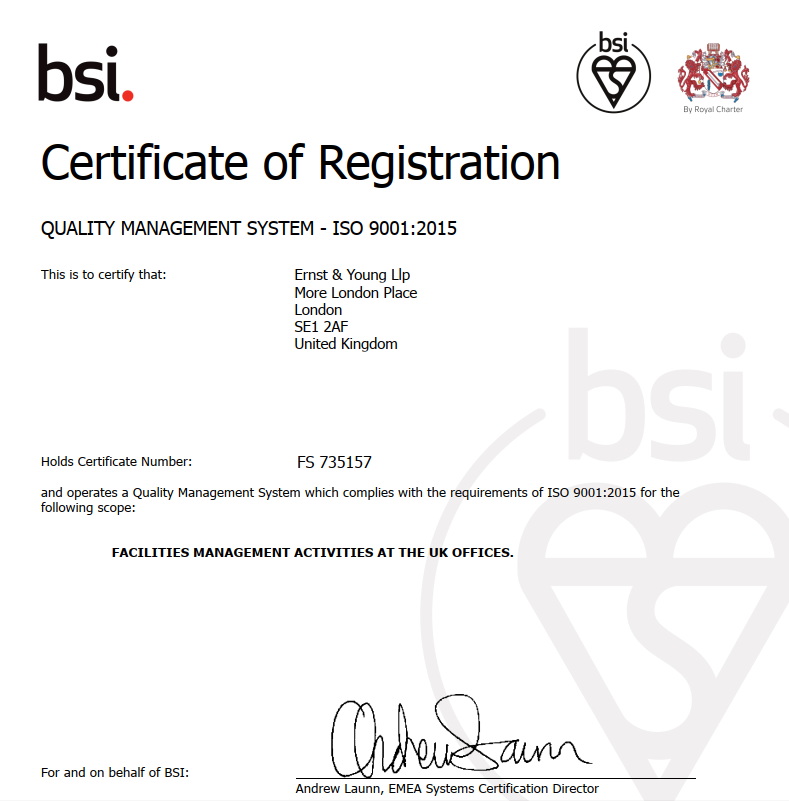 bsi.
bsi
By Royal Charter
Certificate of Registration
QUALITY MANAGEMENT SYSTEM - ISO 9001:2015
This is to certify that:
Ernst & Young Llp
More London Place
London
SE1 2AF
United Kingdom
bsi
Holds Certificate Number:
FS 735157
and operates a Quality Management System which complies with the requirements of ISO 9001:2015 for the
following scope:
FACILITIES MANAGEMENT ACTIVITIES AT THE UK OFFICES.
Andrew Launn
For and on behalf of BSI:
Andrew Launn, EMEA Systems Certification Director